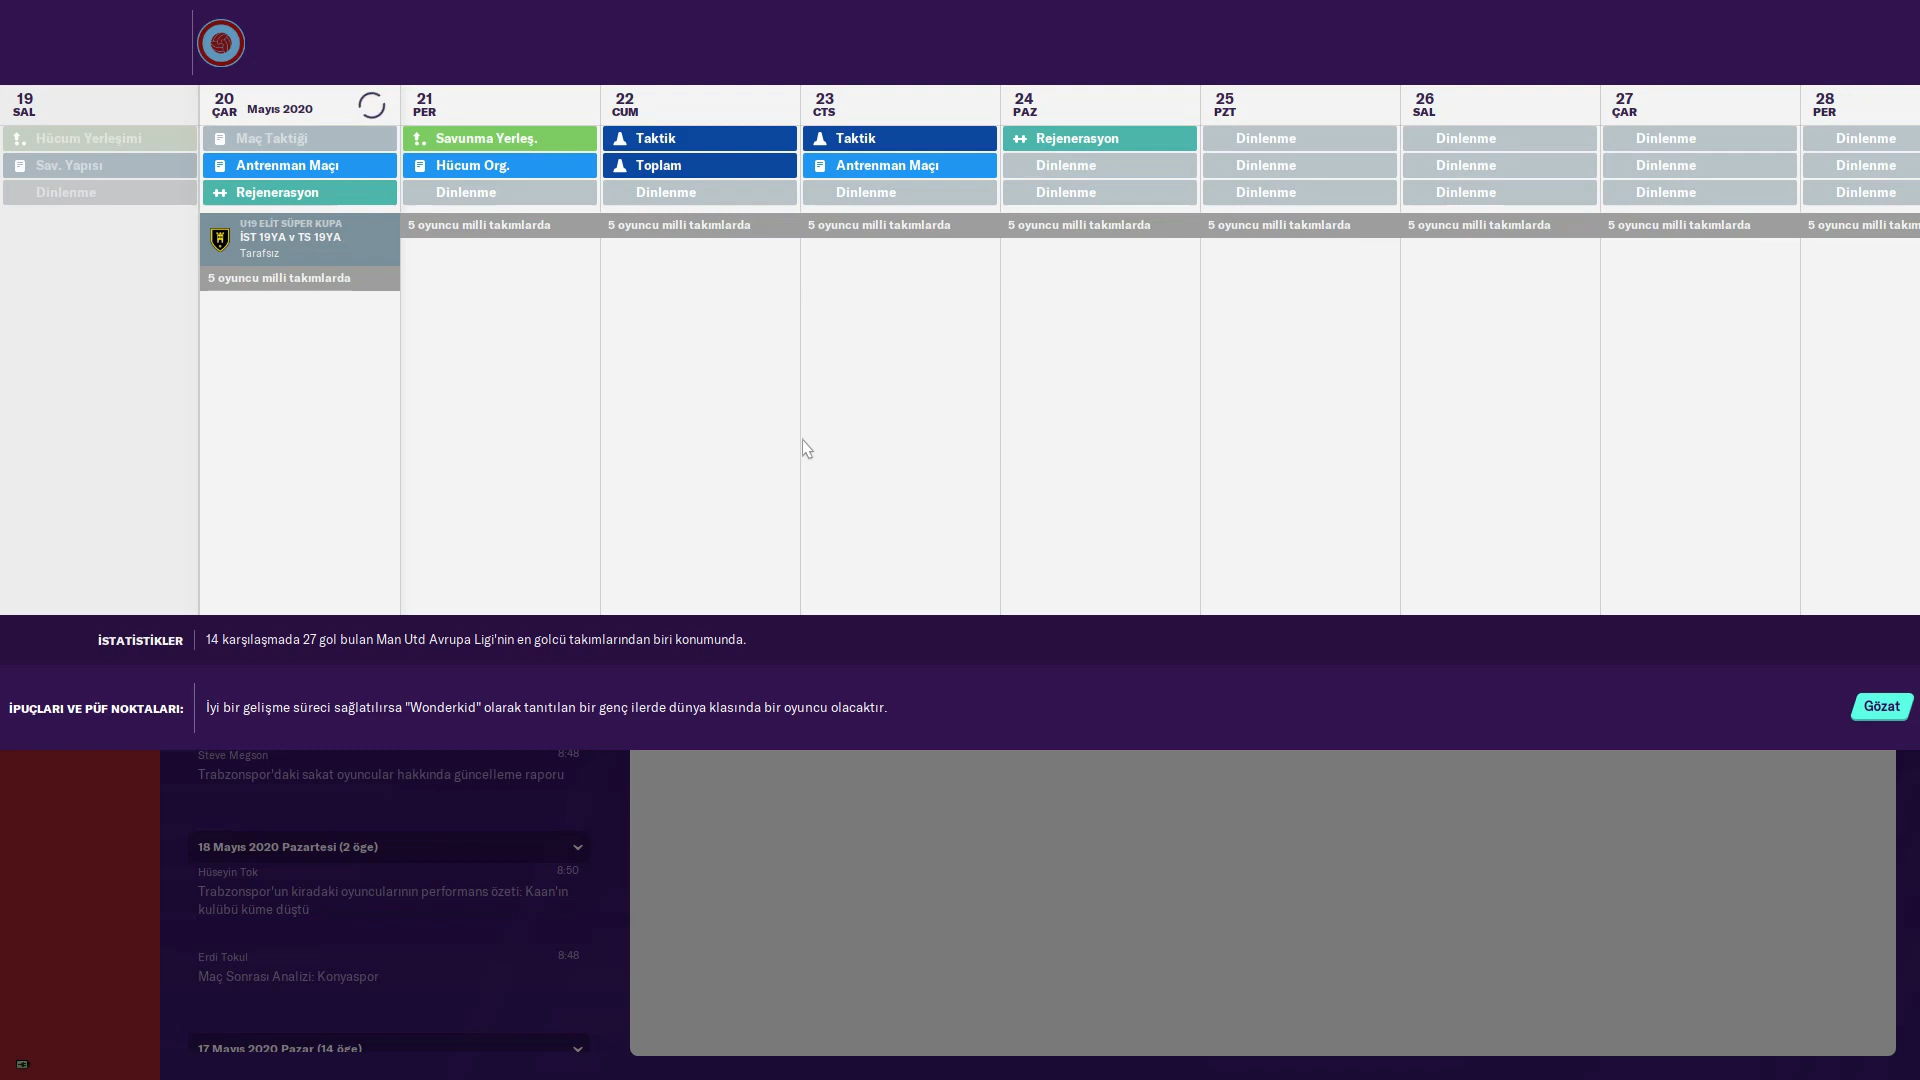 19
SAL
20
ÇAR
Mayıs 2020
21
PER
22
CUM
23
CTS
24
PAZ
25
PZT
26
SAL
27
ÇAR
28
PER
Hücum Yerleşimi
Maç Taktiği
Savunma Yerleş.
Taktik
Taktik
Rejenerasyon
Dinlenme
Dinlenme
Dinlenme
Dinlenme
Sav. Yapısı
Antrenman Maçı
Hücum Org.
Toplam
Antrenman Maçı
Dinlenme
Dinlenme
Dinlenme
Dinlenme
Dinlenme
Dinlenme
Rejenerasyon
Dinlenme
Dinlenme
Dinlenme
Dinlenme
Dinlenme
Dinlenme
Dinlenme
Dinlenme
U19 ELİT SÜPER KUPA
İST 19YA v TS 19YA
Tarafsız
5 oyuncu milli takımlarda
5 oyuncu milli takımlarda
5 oyuncu milli takımlarda
5 oyuncu milli takımlarda
5 oyuncu milli takımlarda
5 oyuncu milli takımlarda
5 oyuncu milli takımlarda
5 oyuncu milli takımlarda
5 oyuncu milli takım
İSTATİSTİKLER
14 karşılaşmada 27 gol bulan Man Utd Avrupa Ligi'nin en golcü takımlarından biri konumunda.
İPUÇLARI VE PÜF NOKTALARI:
İyi bir gelişme süreci sağlatılırsa "Wonderkid" olarak tanıtılan bir genç ilerde dünya klasında bir oyuncu olacaktır.
Gözat
Steve Megson
8:48
Trabzonspor'daki sakat oyuncular hakkında güncelleme raporu
18 Mayıs 2020 Pazartesi (2 öge)
Hüseyin Tok
8:50
Trabzonspor'un kiradaki oyuncularının performans özeti: Kaan'ın
kulübü küme düştü
Erdi Tokul
8:48
Maç Sonrası Analizi: Konyaspor
17 Mayıs 2020 Pazar (14 öge)